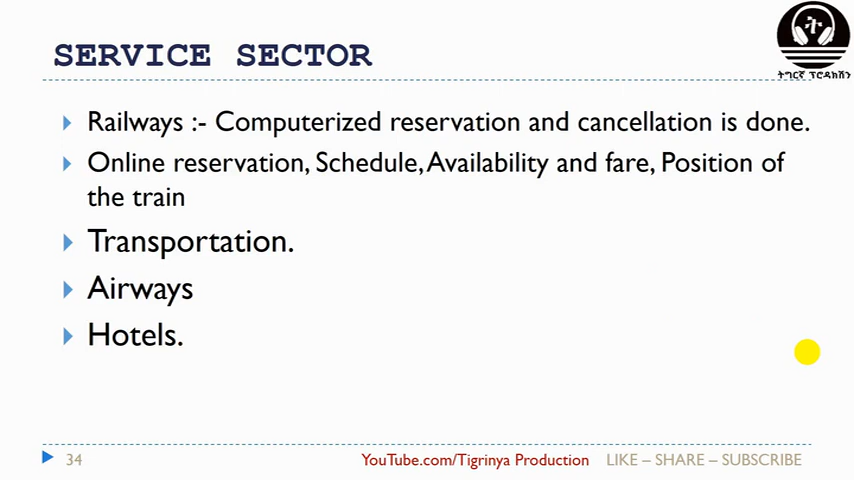 SERVICE SECTOR
ት
ትግርኛ ፕሮዳክሽን
Railways :- Computerized reservation and cancellation is done.
Online reservation, Schedule, Availability and fare, Position of
the train
Transportation.
Airways
Hotels.
34
YouTube.com/Tigrinya Production
LIKE – SHARE – SUBSCRIBE